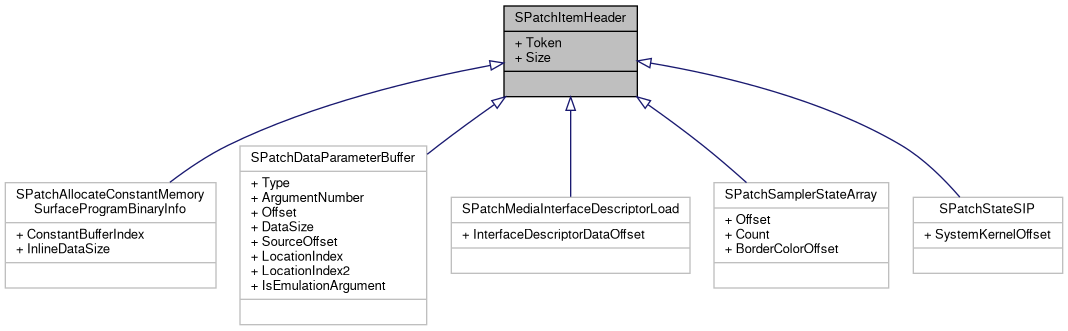 SPatchItemHeader
+ Token
+ Size
SPatchAllocateConstantMemory
SurfaceProgramBinaryInfo
+ ConstantBufferIndex
+ InlineDataSize
SPatchDataParameterBuffer
+ Type
+ ArgumentNumber
+ Offset
+ DataSize
+ SourceOffset
+ LocationIndex
+ LocationIndex2
+ IsEmulationArgument
SPatchMediaInterfaceDescriptorLoad
+ InterfaceDescriptorDataOffset
SPatchSamplerStateArray
+ Offset
+ Count
+ BorderColorOffset
SPatchStateSIP
+ SystemKernelOffset